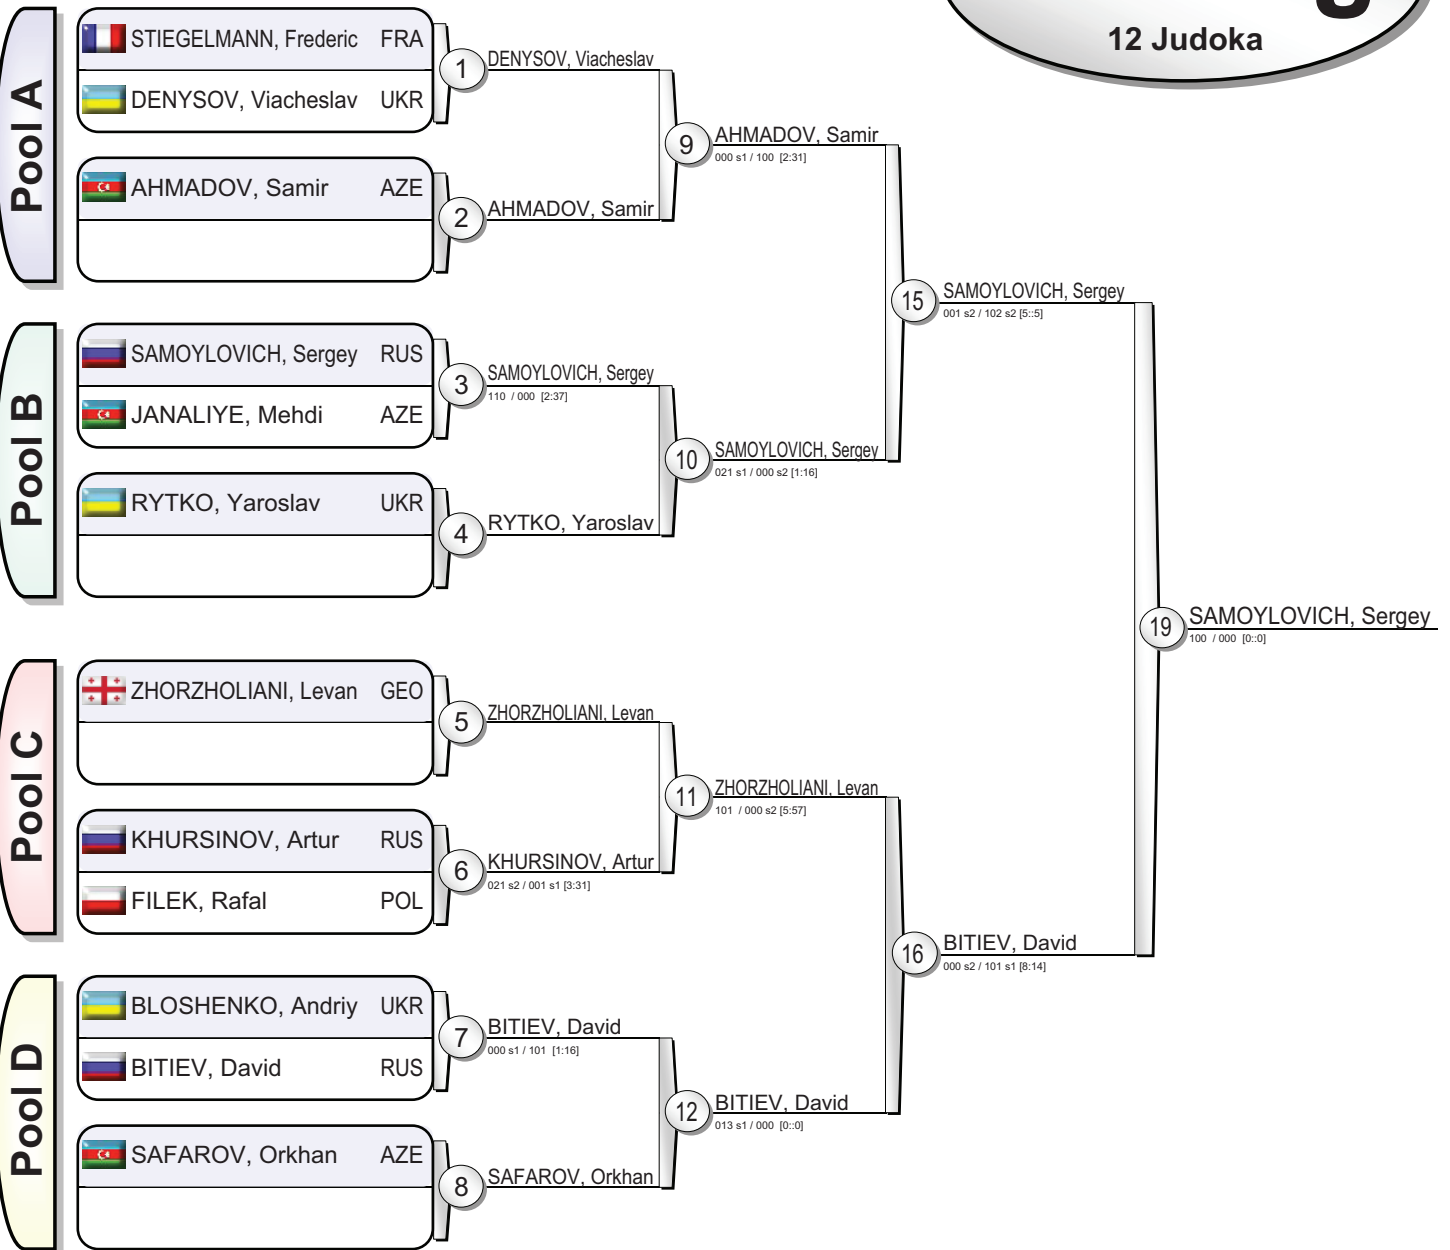 12 Judoka
Pool A
STIEGELMANN, Frederic FRA
DENYSOV, Viacheslav UKR
AHMADOV, Samir AZE
1
DENYSOV, Viacheslav
2
AHMADOV, Samir
9
AHMADOV, Samir
000 s1 / 100 [2:31]
Pool B
SAMOYLOVICH, Sergey RUS
JANALIYE, Mehdi AZE
RYTKO, Yaroslav UKR
3
SAMOYLOVICH, Sergey
110 / 000 [2:37]
4
RYTKO, Yaroslav
10
SAMOYLOVICH, Sergey
021 s1 / 000 s2 [1:16]
15
SAMOYLOVICH, Sergey
001 s2 / 102 s2 [5::5]
Pool C
ZHORZHOLIANI, Levan GEO
KHURSINOV, Artur RUS
FILEK, Rafal POL
5
ZHORZHOLIANI, Levan
6
KHURSINOV, Artur
021 s2 / 001 s1 [3:31]
11
ZHORZHOLIANI, Levan
101 / 000 s2 [5:57]
Pool D
BLOSHENKO, Andriy UKR
BITIEV, David RUS
SAFAROV, Orkhan AZE
7
BITIEV, David
000 s1 / 101 [1:16]
8
SAFAROV, Orkhan
12
BITIEV, David
013 s1 / 000 [0::0]
16
BITIEV, David
000 s2 / 101 s1 [8:14]
19
SAMOYLOVICH, Sergey
100 / 000 [0::0]